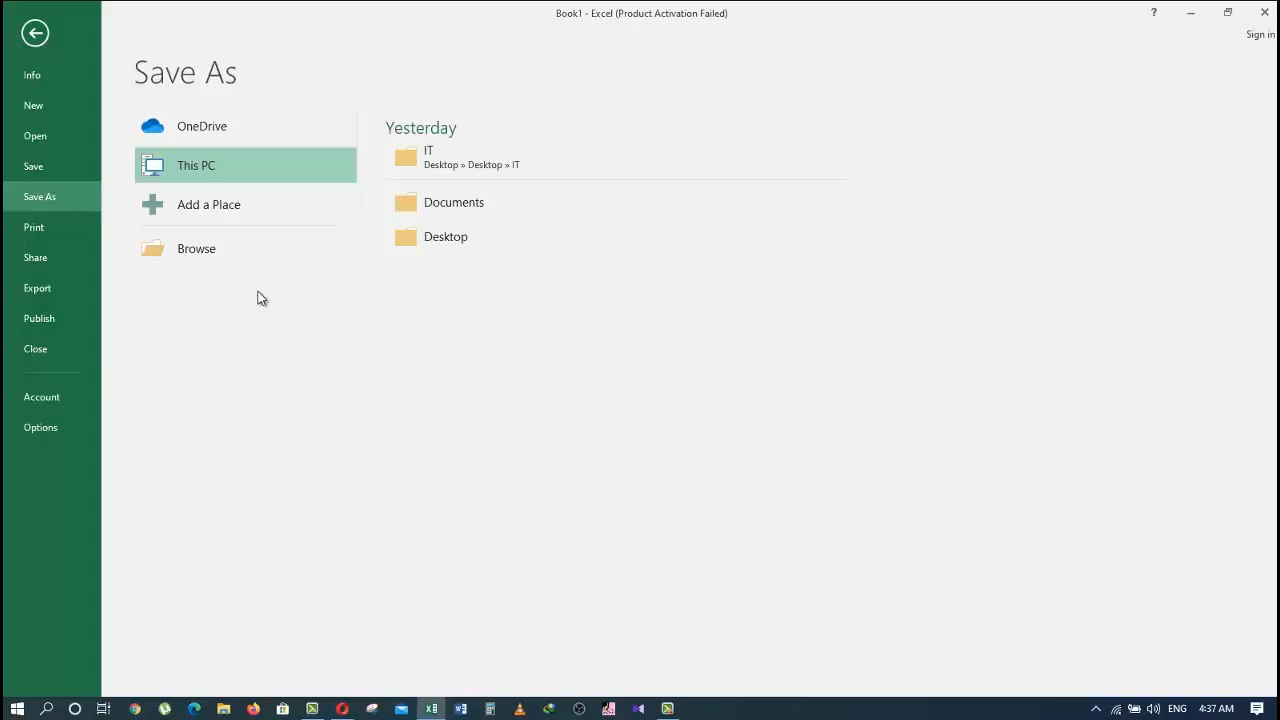 Book1 - Excel (Product Activation Failed)
?
Sign in
Info
New
Open
Save
Save As
Print
Share
Export
Publish
Close
Account
Options
Save As
OneDrive
This PC
Add a Place
Browse
Yesterday
IT
Desktop » Desktop » IT
Documents
Desktop
ENG
4:37 AM